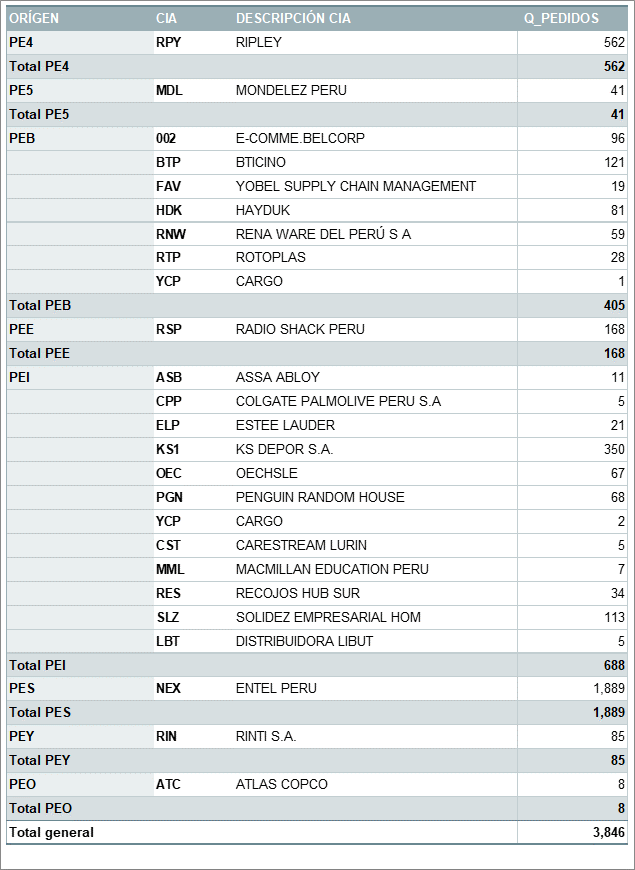 ORÍGEN CIA DESCRIPCIÓN CIA Q_PEDIDOS
PE4 RPY RIPLEY 562
Total PE4 562
PE5 MDL MONDELEZ PERU 41
Total PE5 41
PEB 002 E-COMME.BELCORP 96
BTP BTICINO 121
FAV YOBEL SUPPLY CHAIN MANAGEMENT 19
HDK HAYDUK 81
RNW RENA WARE DEL PERÚ S A 59
RTP ROTOPLAS 28
YCP CARGO 1
Total PEB 405
PEE RSP RADIO SHACK PERU 168
Total PEE 168
PEI ASB ASSA ABLOY 11
CPP COLGATE PALMOLIVE PERU S.A 5
ELP ESTEE LAUDER 21
KS1 KS DEPOR S.A. 350
OEC OECHSLE 67
PGN PENGUIN RANDOM HOUSE 68
YCP CARGO 2
CST CARESTREAM LURIN 5
MML MACMILLAN EDUCATION PERU 7
RES RECOJOS HUB SUR 34
SLZ SOLIDEZ EMPRESARIAL HOM 113
LBT DISTRIBUIDORA LIBUT 5
Total PEI 688
PES NEX ENTEL PERU 1,889
Total PES 1,889
PEY RIN RINTI S.A. 85
Total PEY 85
PEO ATC ATLAS COPCO 8
Total PEO 8
Total general 3,846